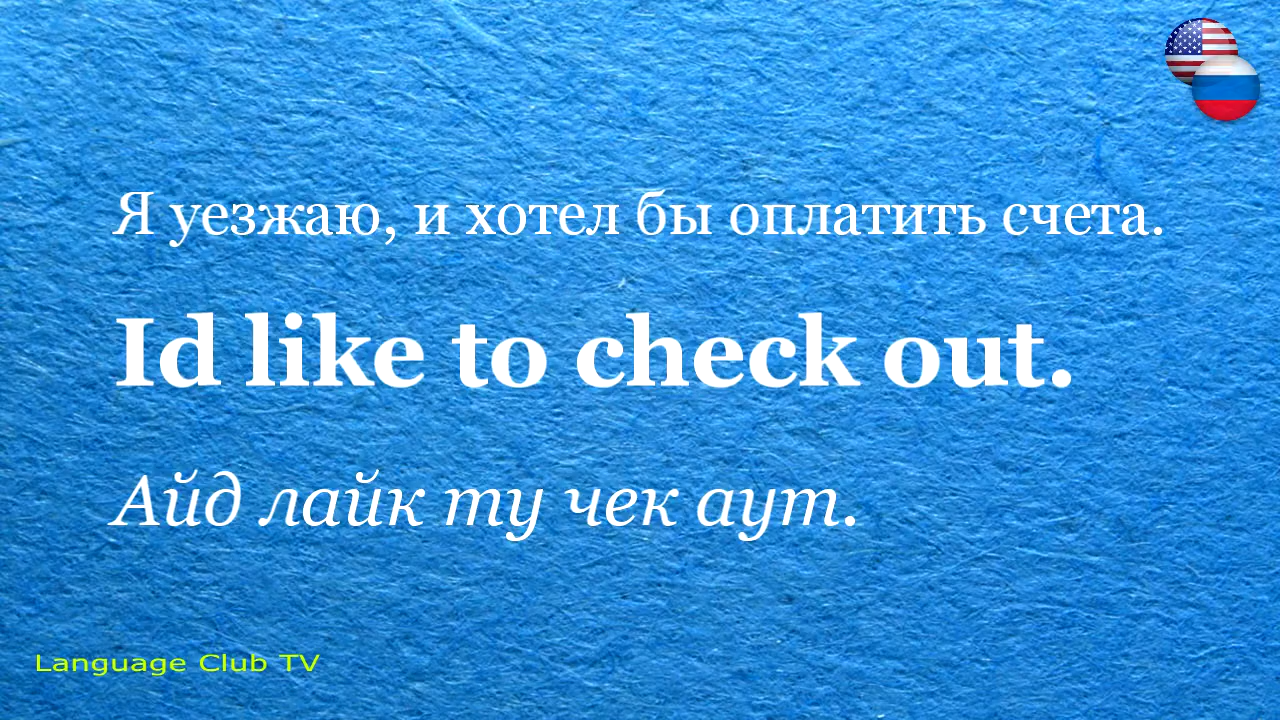 Я уезжаю, и хотел бы оплатить счета.
Id like to check out.
Айд лайк ту чек аут.
Language Club TV